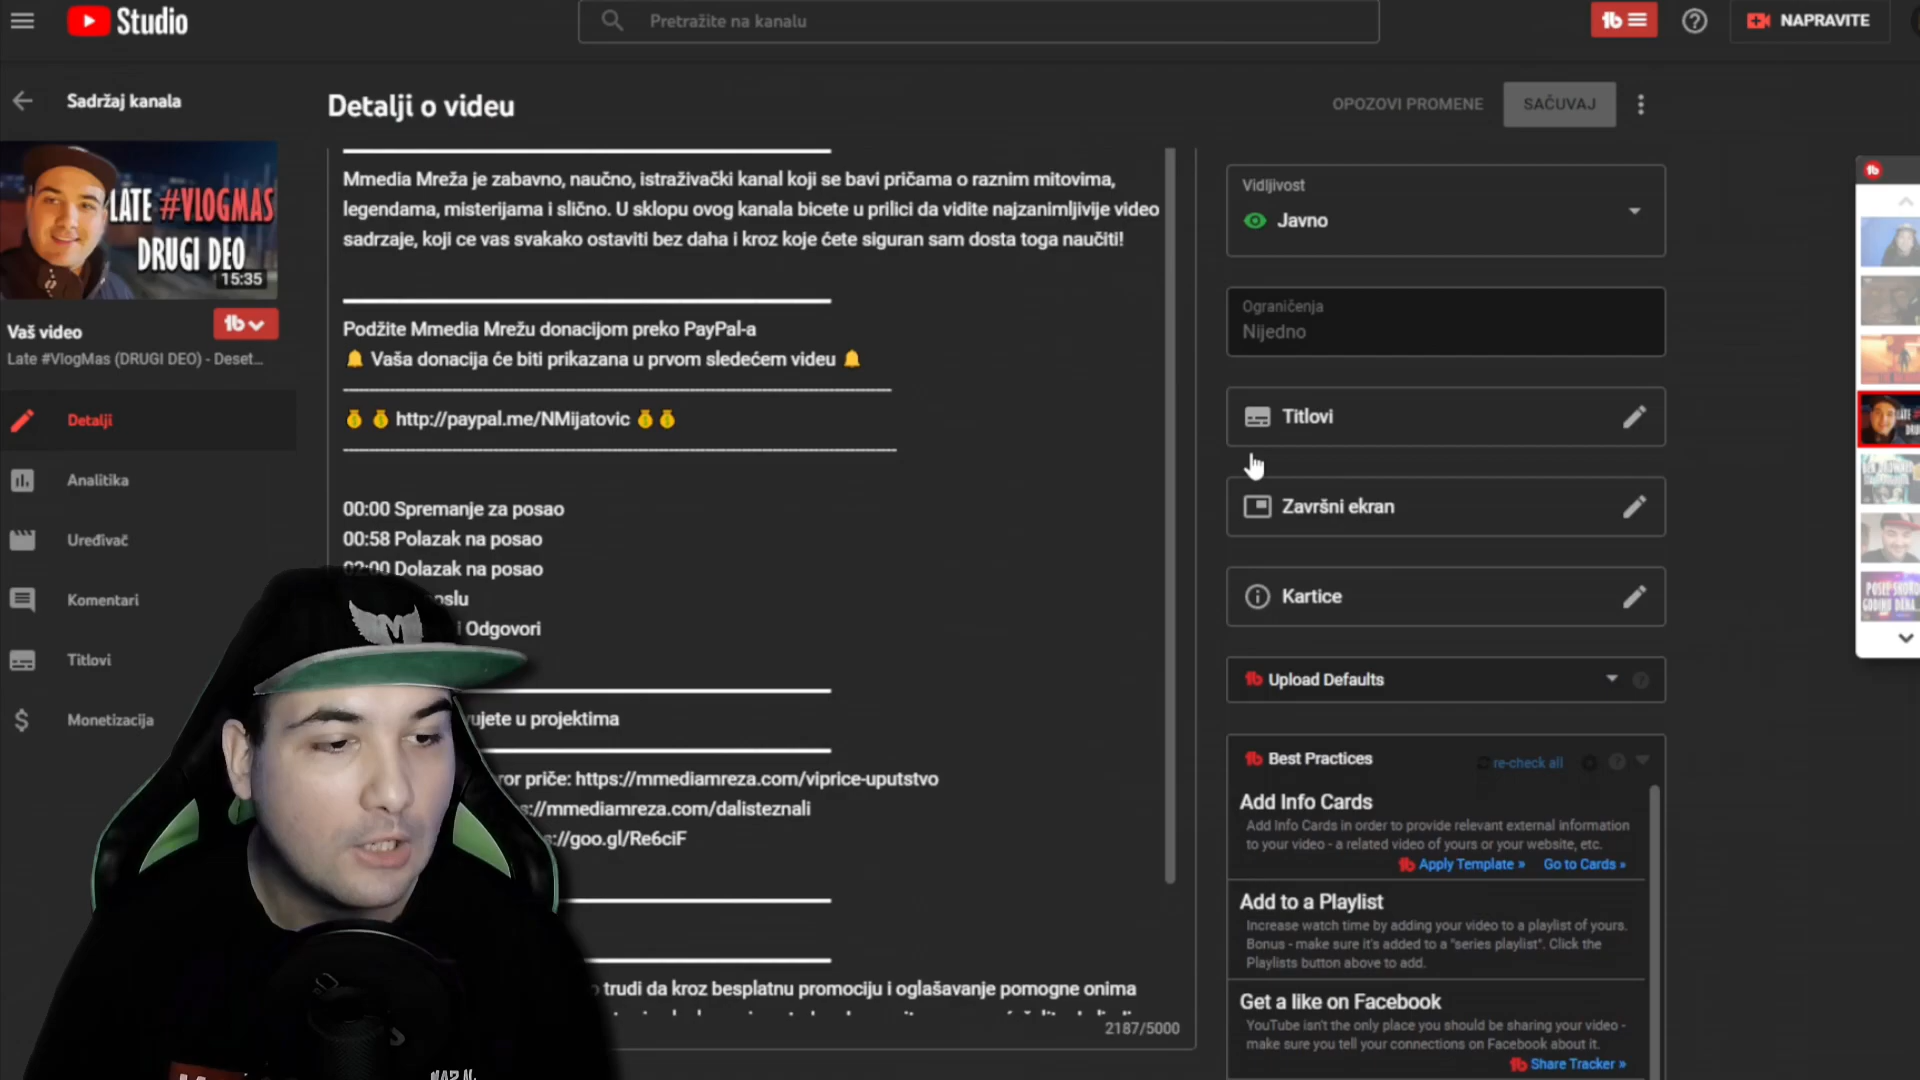 Studio
Pretražite na kanalu
NAPRAVITE
Sadržaj kanala
Detalji o videu
OPOZOVI PROMENE
SAČUVAJ
LATE #VLOGMAS
DRUGI DEO
15:35
Vaš video
Late #VlogMas (DRUGI DEO) - Deset...
Detalji
Analitika
Uređivač
Komentari
Titlovi
Monetizacija
Mmedia Mreža je zabavno, naučno, istraživački kanal koji se bavi pričama o raznim mitovima,
legendama, misterijama i slično. U sklopu ovog kanala bicete u prilici da vidite najzanimljivije video
sadrzaje, koji ce vas svakako ostaviti bez daha i kroz koje ćete siguran sam dosta toga naučiti!
Podžite Mmedia Mrežu donacijom preko PayPal-a
🔔 Vaša donacija će biti prikazana u prvom sledećem videu 🔔
💰 💰 http://paypal.me/NMijatovic 💰 💰
00:00 Spremanje za posao
00:58 Polazak na posao
02:00 Dolazak na posao
oslu
i Odgovori
vujete u projektima
ror priče: https://mmediamreza.com/viprice-uputstvo
s://mmediamreza.com/dalisteznali
s://goo.gl/Re6ciF
o trudi da kroz besplatnu promociju i oglašavanje pomogne onima
2187/5000
Vidljivost
Javno
Ograničenja
Nijedno
Titlovi
Završni ekran
Kartice
Upload Defaults
Best Practices
re-check all
Add Info Cards
Add Info Cards in order to provide relevant external information
to your video - a related video of yours or your website, etc.
Apply Template »
Go to Cards »
Add to a Playlist
Increase watch time by adding your video to a playlist of yours.
Bonus - make sure it's added to a "series playlist". Click the
Playlists button above to add.
Get a like on Facebook
YouTube isn't the only place you should be sharing your video -
make sure you tell your connections on Facebook about it.
Share Tracker »